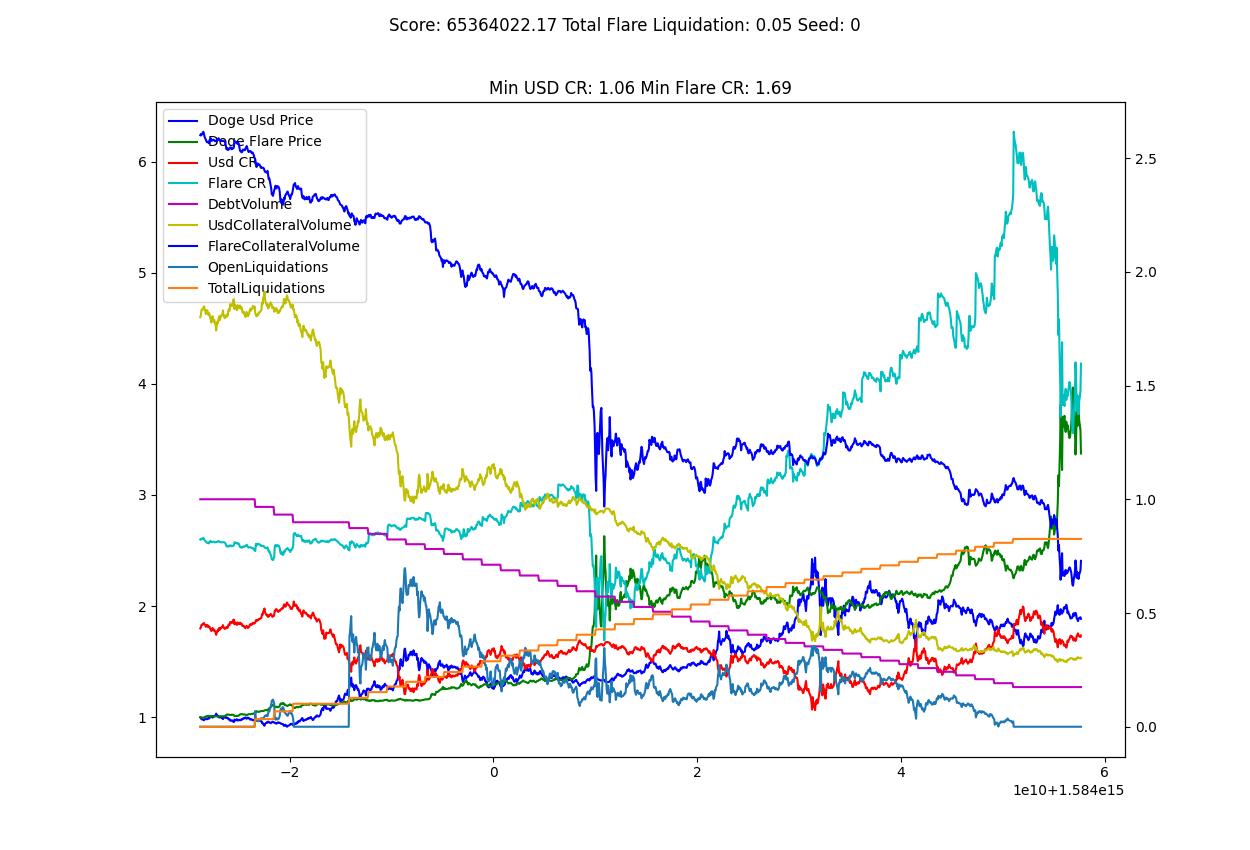 Score: 65364022.17 Total Flare Liquidation: 0.05 Seed: 0
Min USD CR: 1.06 Min Flare CR: 1.69
Doge Usd Price
Doge Flare Price
Usd CR
Flare CR
DebtVolume
UsdCollateralVolume
FlareCollateralVolume
OpenLiquidations
TotalLiquidations
6
5
4
3
2
1
2.5
2.0
1.5
1.0
0.5
0.0
−2 0 2 4 6
1e10+1.584e15